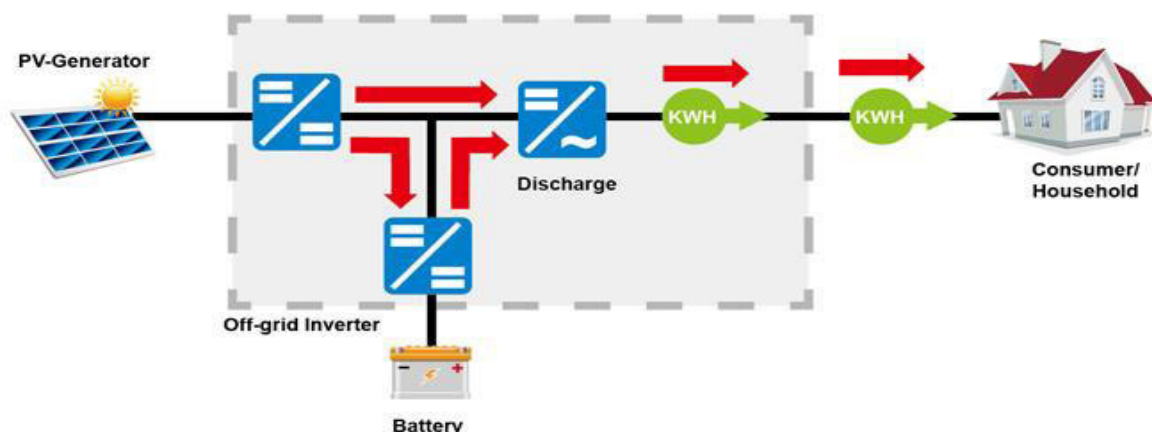 PV-Generator
KWH
KWH
Discharge
Consumer/
Household
Off-grid Inverter
Battery